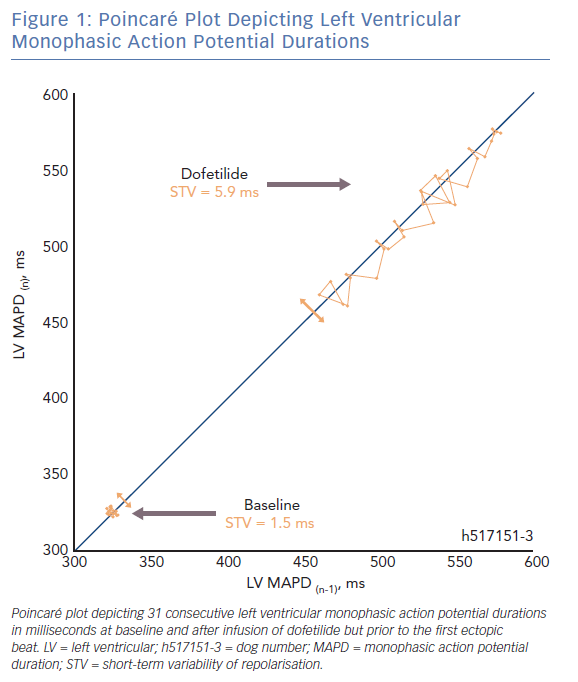 Figure 1: Poincaré Plot Depicting Left Ventricular
Monophasic Action Potential Durations
600
550
500
450
400
350
300
LV MAPD (n), ms
Dofetilide
STV = 5.9 ms
Baseline
STV = 1.5 ms
h517151-3
300 350 400 450 500 550 600
LV MAPD (n-1), ms
Poincaré plot depicting 31 consecutive left ventricular monophasic action potential durations
in milliseconds at baseline and after infusion of dofetilide but prior to the first ectopic
beat. LV = left ventricular; h517151-3 = dog number; MAPD = monophasic action potential
duration; STV = short-term variability of repolarisation.